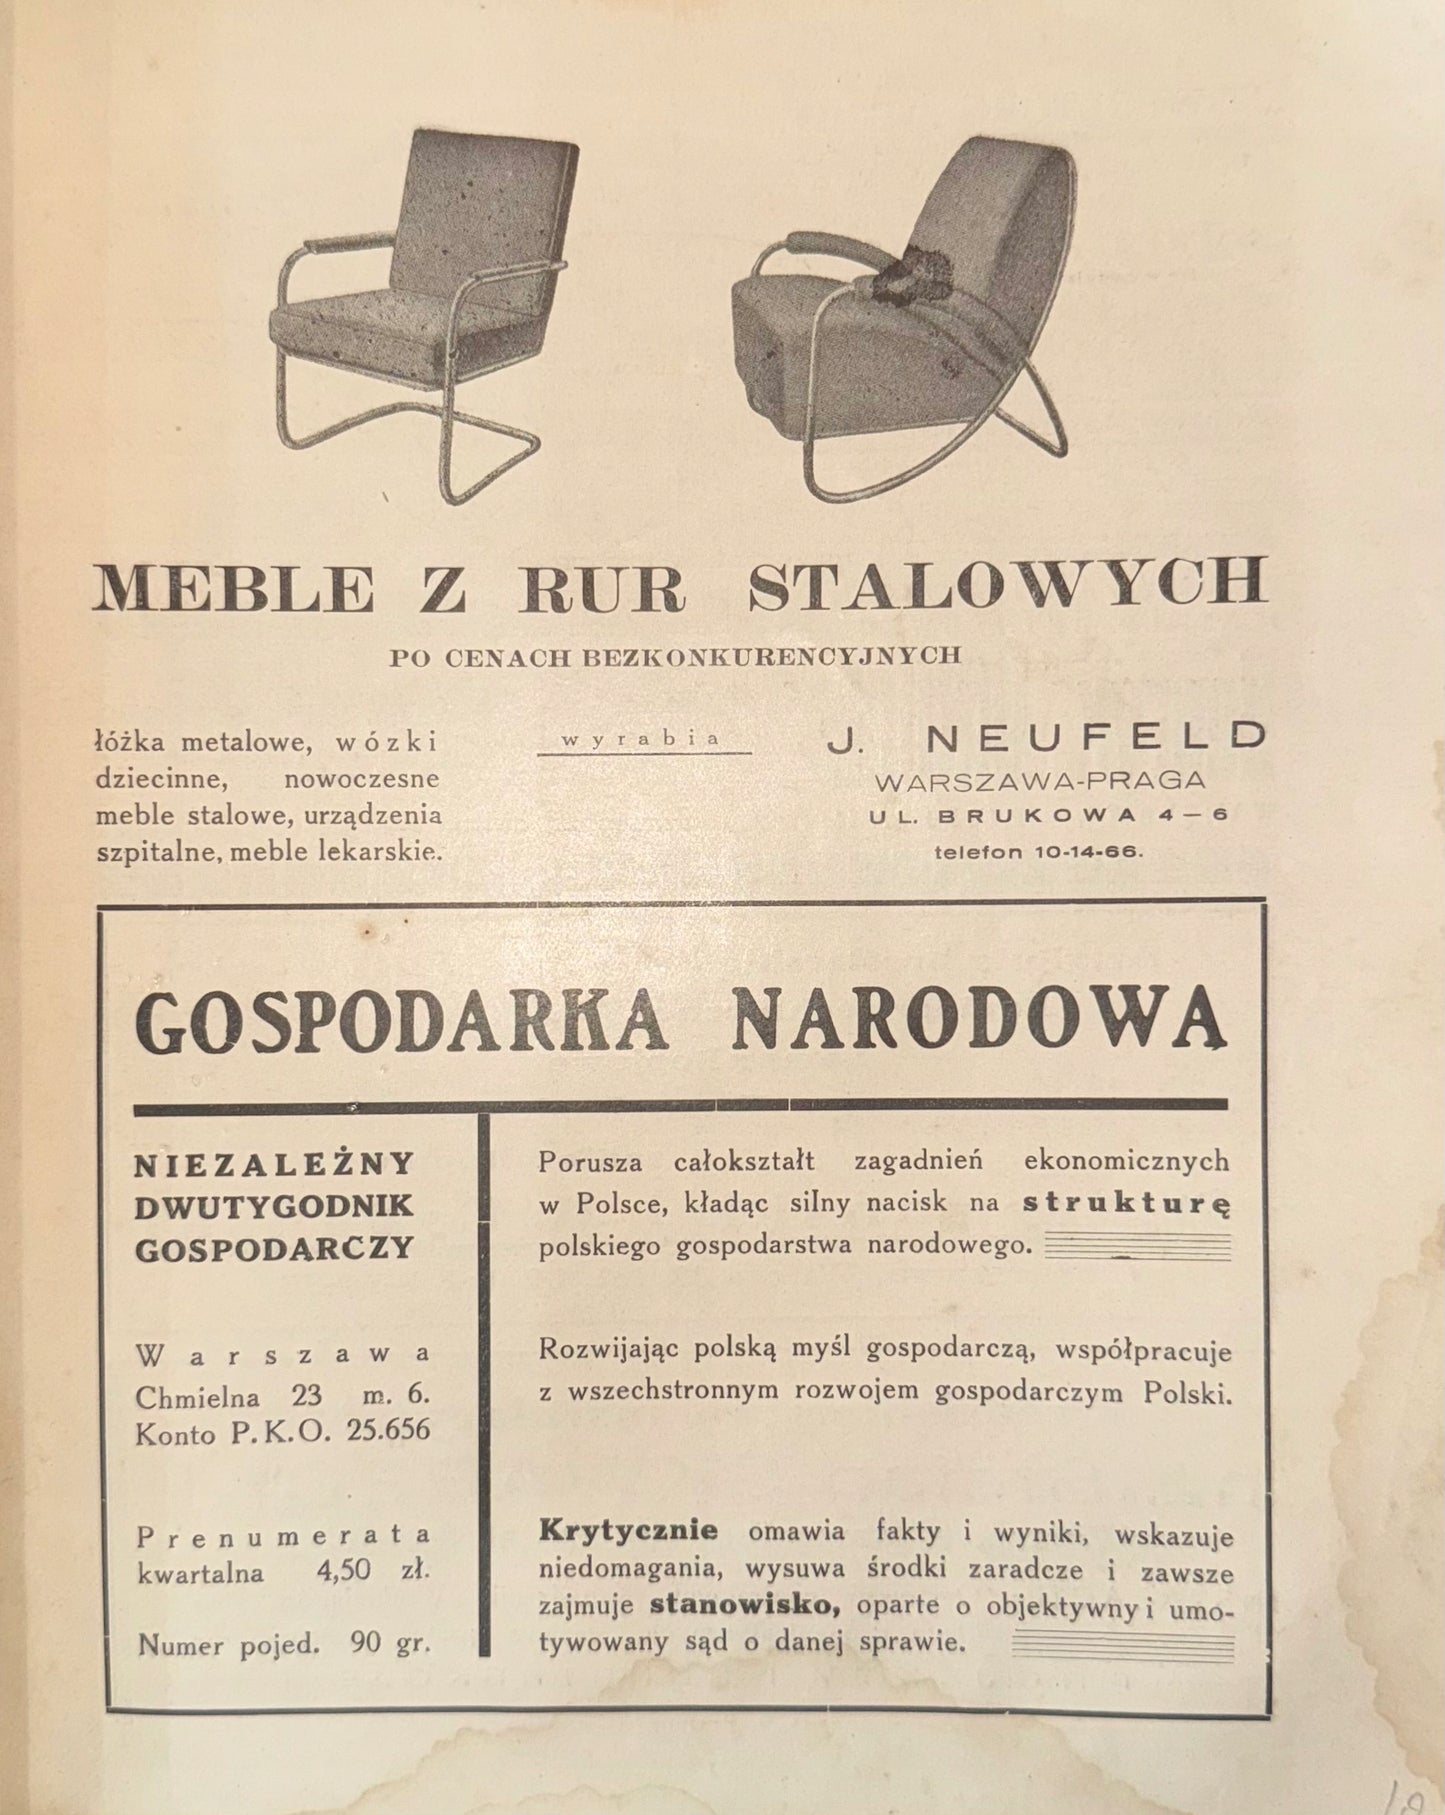 MEBLE Z RUR STALOWYCH
PO CENACH BEZKONKURENCYJNYCH
łóżka metalowe, wózki
dziecinne, nowoczesne
meble stalowe, urządzenia
szpitalne, meble lekarskie.
wyrabia
J. NEUFELD
WARSZAWA-PRAGA
UL. BRUKOWA 4—6
telefon 10-14-66.
GOSPODARKA NARODOWA
NIEZALEŻNY
DWUTYGODNIK
GOSPODARCZY
Warszawa
Chmielna 23 m. 6.
Konto P.K.O. 25.656
Prenumerata
kwartalna 4,50 zł.
Numer pojed. 90 gr.
Porusza całokształt zagadnień ekonomicznych
w Polsce, kładąc silny nacisk na strukturę
polskiego gospodarstwa narodowego.
Rozwijając polską myśl gospodarczą, współpracuje
z wszechstronnym rozwojem gospodarczym Polski.
Krytycznie omawia fakty i wyniki, wskazuje
niedomagania, wysuwa środki zaradcze i zawsze
zajmuje stanowisko, oparte o objektywny i umo-
tywowany sąd o danej sprawie.